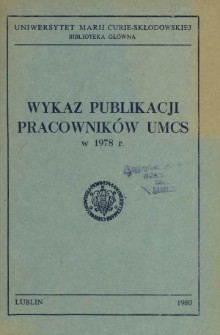 UNIWERSYTET MARII CURIE-SKŁODOWSKIEJ
BIBLIOTEKA GŁÓWNA
WYKAZ PUBLIKACJI
PRACOWNIKÓW UMCS
w 1978 r.
LUBLIN 1980